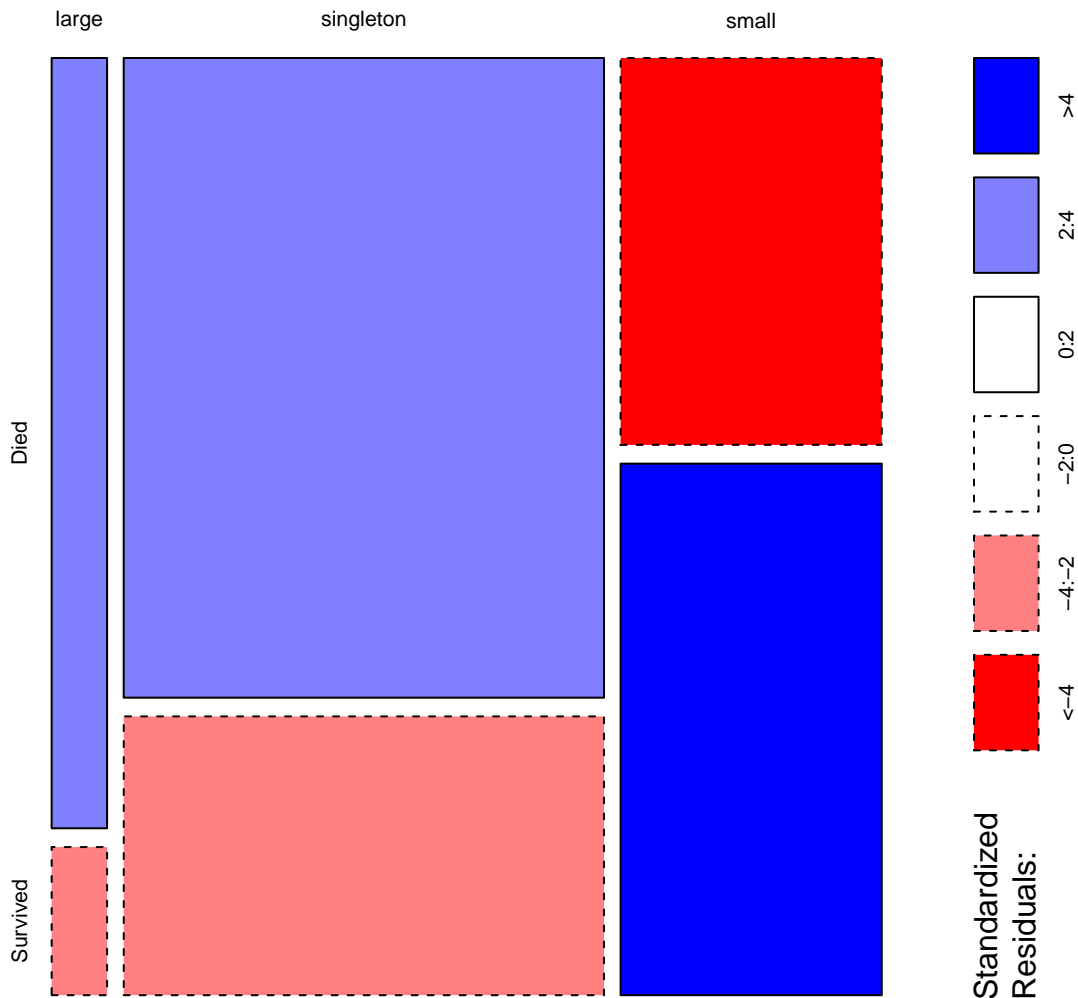 large
singleton
small
Died
Survived
>4
2:4
0:2
−2:0
−4:−2
<−4
Standardized
Residuals: